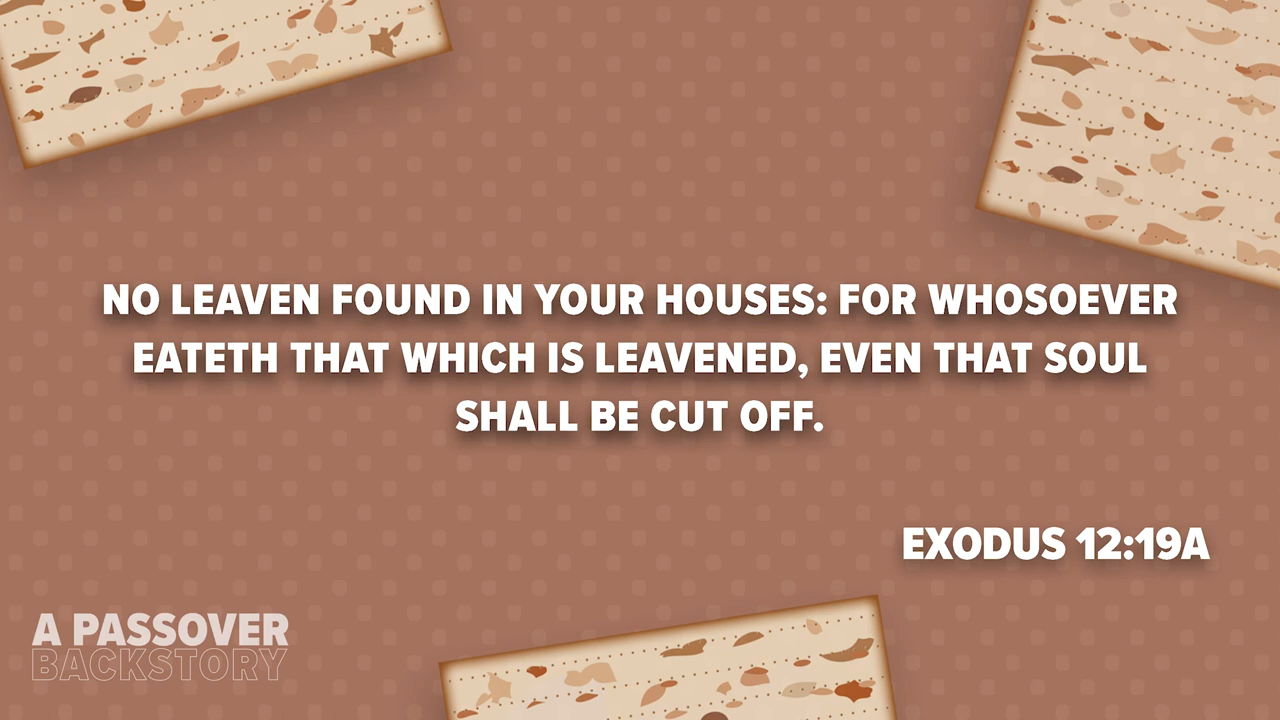 NO LEAVEN FOUND IN YOUR HOUSES: FOR WHOSOEVER
EATETH THAT WHICH IS LEAVENED, EVEN THAT SOUL
SHALL BE CUT OFF.
EXODUS 12:19A
A PASSOVER
BACKSTORY